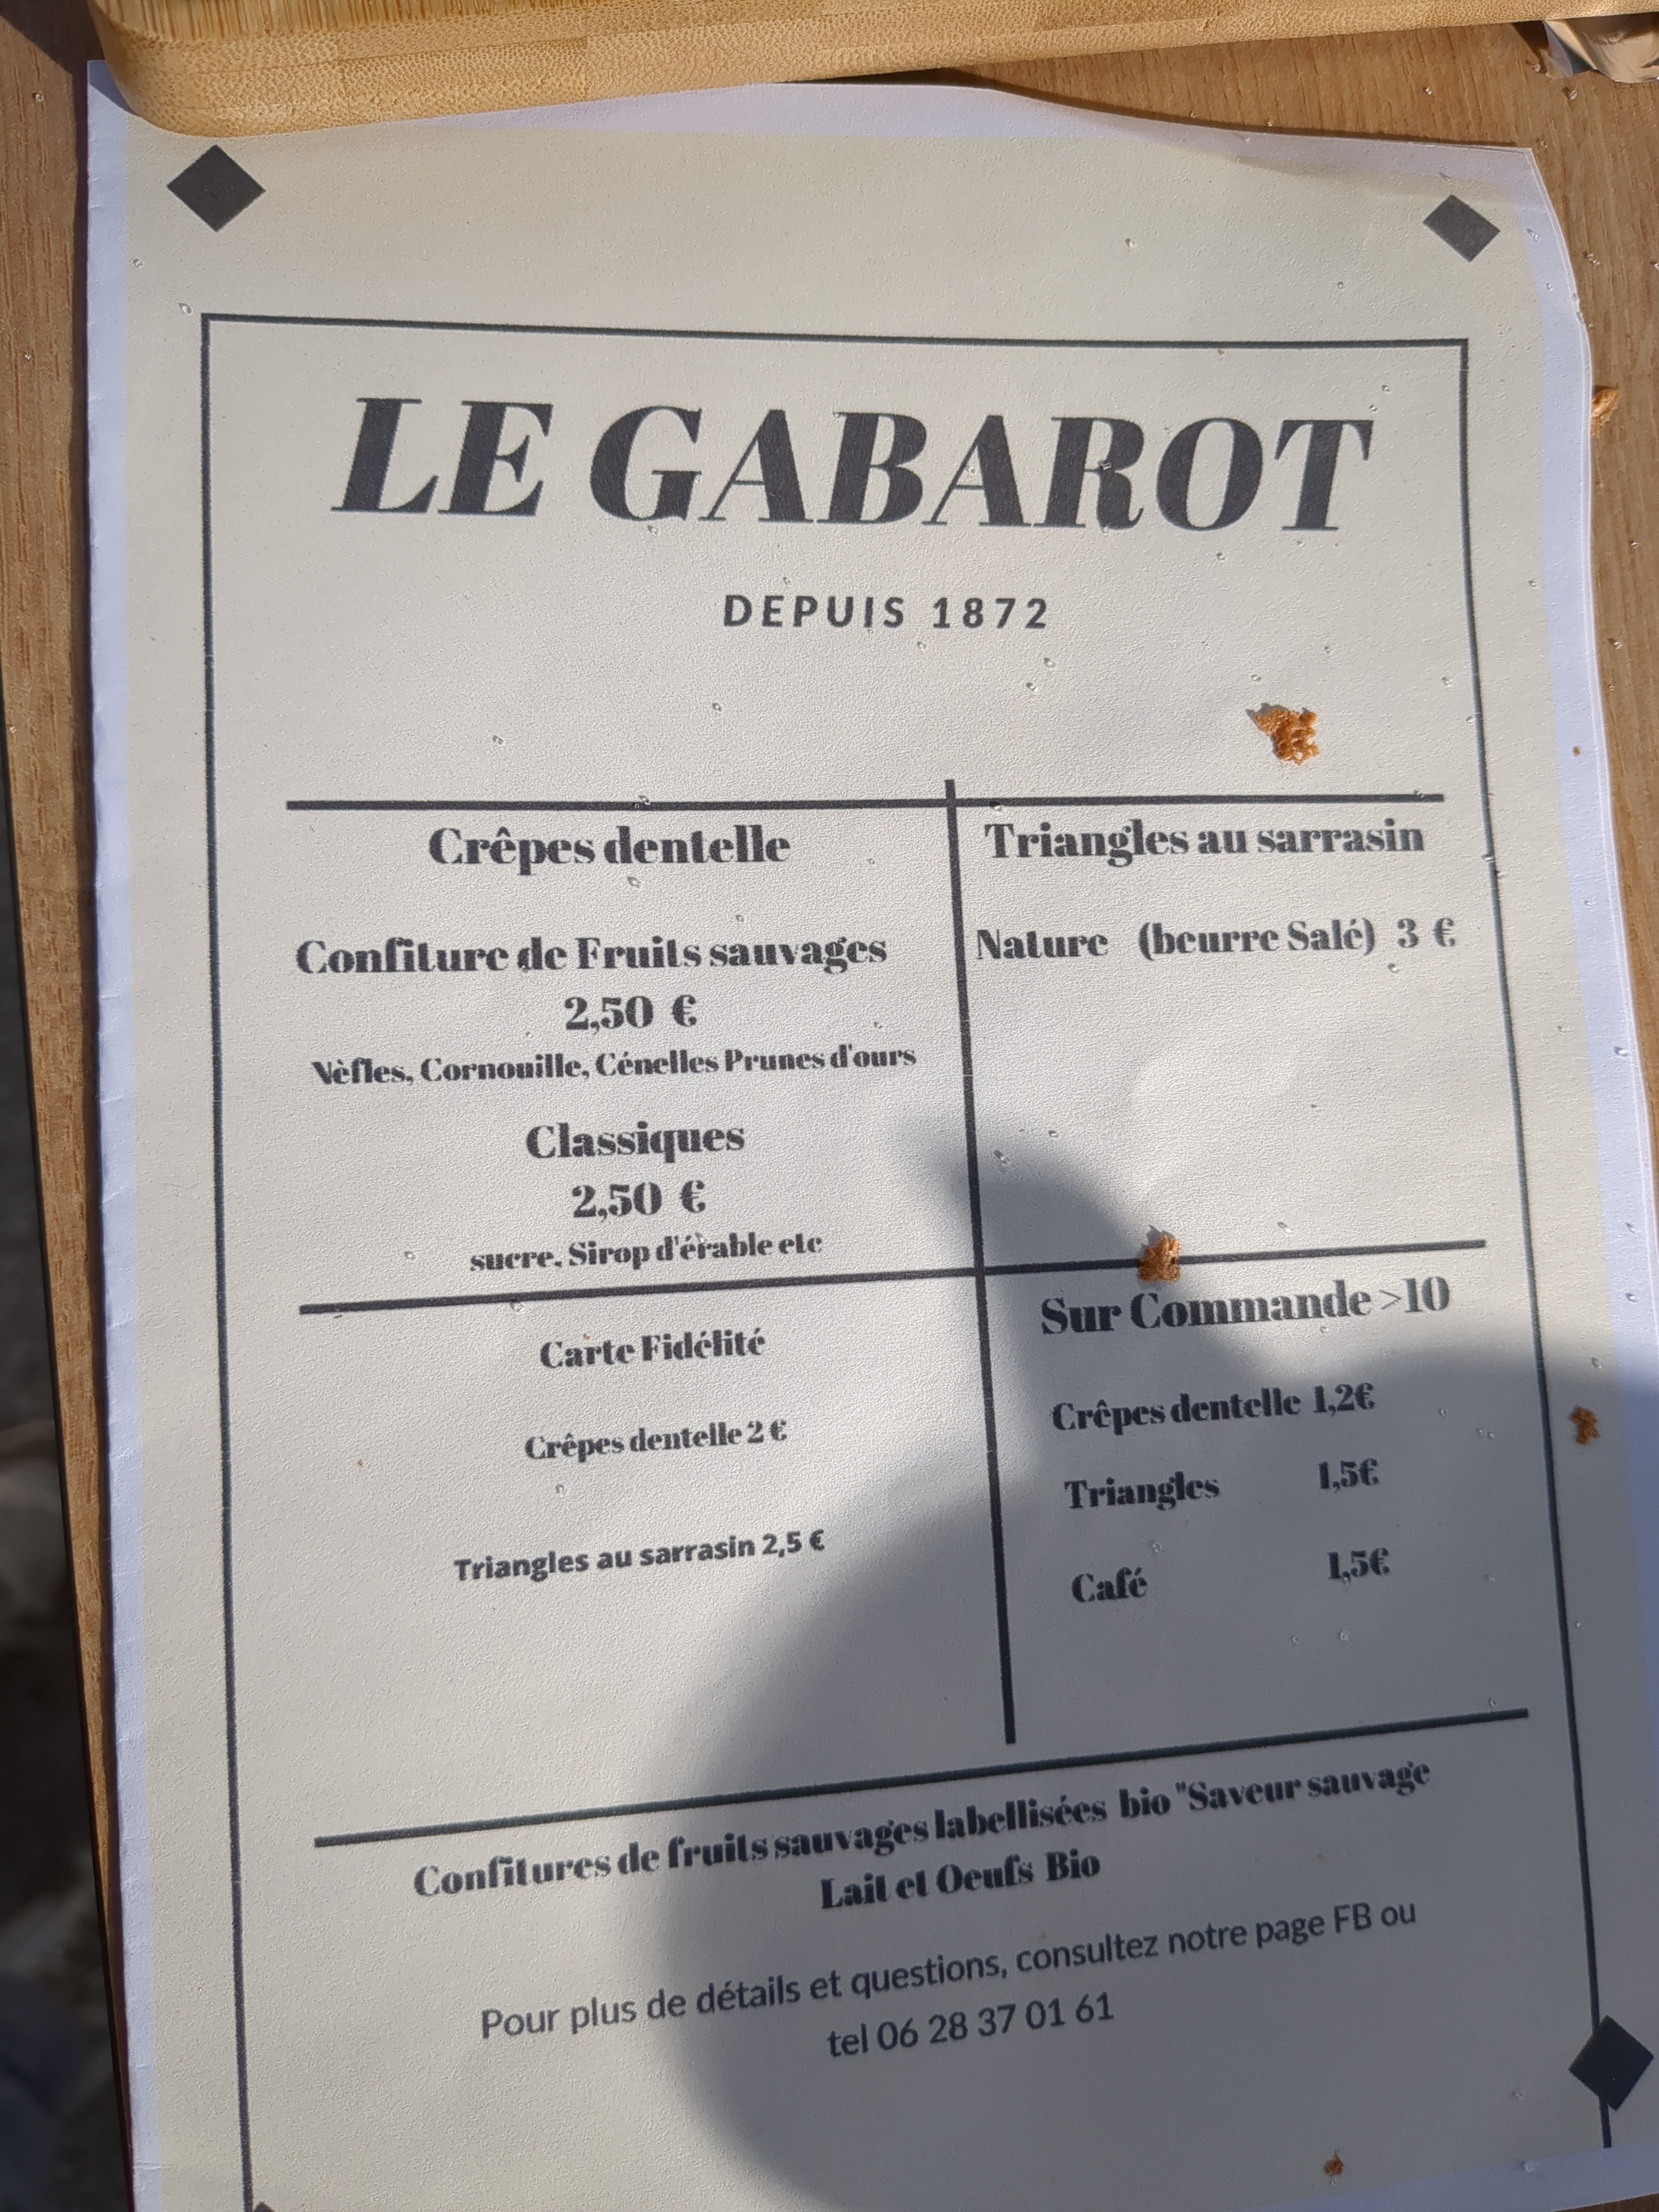 LE GABAROT
DEPUIS 1872
Crêpes dentelle
Confiture de Fruits sauvages
2,50 €
Nèfles, Cornouille, Cénelles Prunes d'ours
Classiques
2,50 €
sucre, Sirop d'érable etc
Triangles au sarrasin
Nature (beurre Salé) 3 €
Carte Fidélité
Crêpes dentelle 2 €
Triangles au sarrasin 2,5 €
Sur Commande >10
Crêpes dentelle 1,2€
Triangles 1,5€
Café 1,5€
Confitures de fruits sauvages labellisées bio "Saveur sauvage
Lait et Oeufs Bio
Pour plus de détails et questions, consultez notre page FB ou
tel 06 28 37 01 61